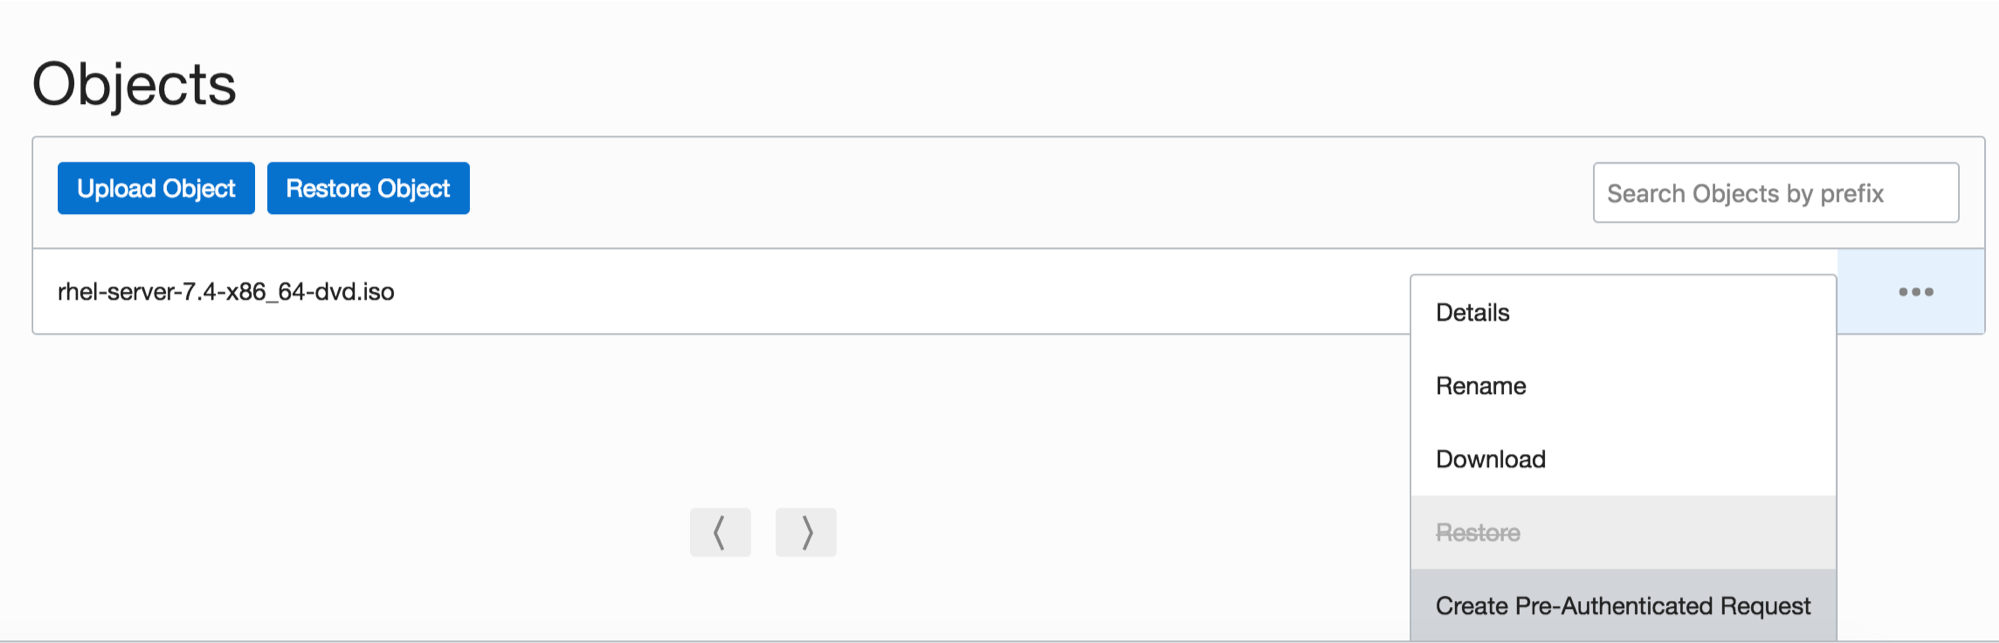 Objects
Upload Object Restore Object Search Objects by prefix
rhel-server-7.4-x86_64-dvd.iso
Details
Rename
Download
Restore
Create Pre-Authenticated Request